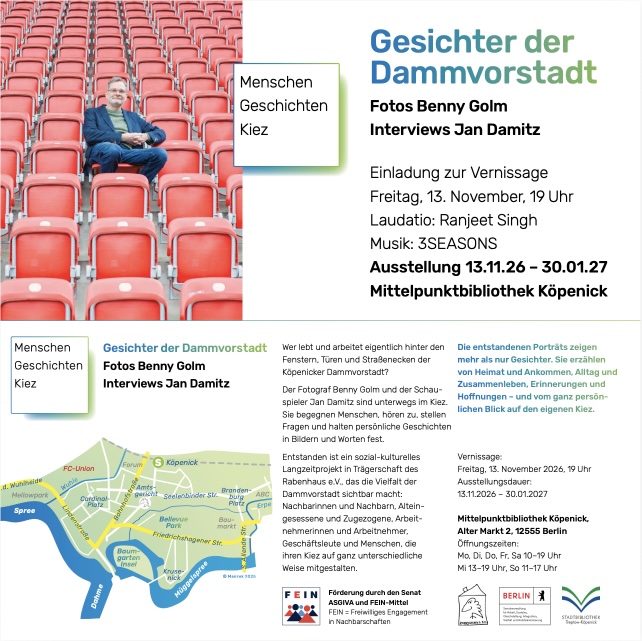 Gesichter der
Dammvorstadt
Menschen
Geschichten
Kiez
Fotos Benny Golm
Interviews Jan Damitz
Einladung zur Vernissage
Freitag, 13. November, 19 Uhr
Laudatio: Ranjeet Singh
Musik: 3SEASONS
Ausstellung 13.11.26 – 30.01.27
Mittelpunktbibliothek Köpenick
Menschen
Geschichten
Kiez
Gesichter der Dammvorstadt
Fotos Benny Golm
Interviews Jan Damitz
FC-Union
Forum
S Köpenick
d. Wuhlheide
Mellowpark
Wuhle
Bahnhofstraße
Amts-
gericht
Seelenbinder Str.
Branden-
burg
Platz
ABC
Erpe
Cardinal-
Platz
Lindenstraße
Spree
Bellevue
Park
Bau-
markt
Friedrichshagener Str.
Baum-
garten
Insel
Kruse-
nick
Müggelspree
Dahme
Wer lebt und arbeitet eigentlich hinter den
Fenstern, Türen und Straßenecken der
Köpenicker Dammvorstadt?
Der Fotograf Benny Golm und der Schau-
spieler Jan Damitz sind unterwegs im Kiez.
Sie begegnen Menschen, hören zu, stellen
Fragen und halten persönliche Geschichten
in Bildern und Worten fest.
Entstanden ist ein sozial-kulturelles
Langzeitprojekt in Trägerschaft des
Rabenhaus e.V., das die Vielfalt der
Dammvorstadt sichtbar macht:
Nachbarinnen und Nachbarn, Altein-
gesessene und Zugezogene, Arbeit-
nehmerinnen und Arbeitnehmer,
Geschäftsleute und Menschen, die
ihren Kiez auf ganz unterschiedliche
Weise mitgestalten.
FEIN
Förderung durch den Senat
ASGIVA und FEIN-Mittel
FEIN = Freiwilliges Engagement
in Nachbarschaften
Die entstandenen Porträts zeigen
mehr als nur Gesichter. Sie erzählen
von Heimat und Ankommen, Alltag und
Zusammenleben, Erinnerungen und
Hoffnungen – und vom ganz persön-
lichen Blick auf den eigenen Kiez.
Vernissage:
Freitag, 13. November 2026, 19 Uhr
Ausstellungsdauer:
13.11.2026 – 30.01.2027
Mittelpunktbibliothek Köpenick,
Alter Markt 2, 12555 Berlin
Öffnungszeiten:
Mo, Di, Do, Fr, Sa 10–19 Uhr
Mi 13–19 Uhr, So 11–17 Uhr
BERLIN
STADTBIBLIOTHEK
Treptow-Köpenick